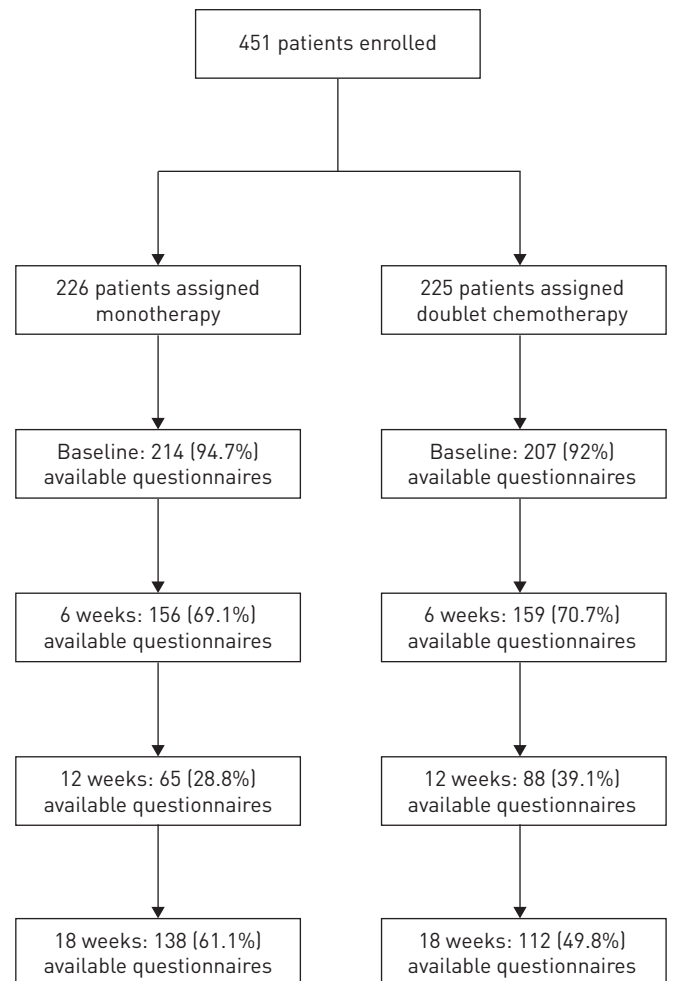 451 patients enrolled
226 patients assigned
monotherapy
225 patients assigned
doublet chemotherapy
Baseline: 214 (94.7%)
available questionnaires
Baseline: 207 (92%)
available questionnaires
6 weeks: 156 (69.1%)
available questionnaires
6 weeks: 159 (70.7%)
available questionnaires
12 weeks: 65 (28.8%)
available questionnaires
12 weeks: 88 (39.1%)
available questionnaires
18 weeks: 138 (61.1%)
available questionnaires
18 weeks: 112 (49.8%)
available questionnaires